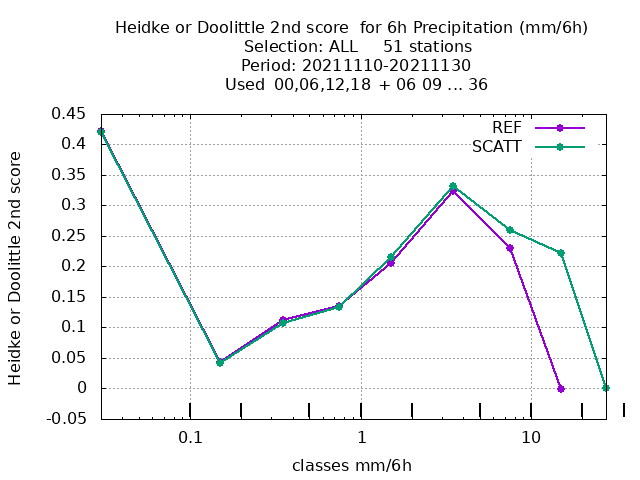 Heidke or Doolittle 2nd score  for 6h Precipitation (mm/6h)
Selection: ALL     51 stations
Period: 20211110-20211130
Used  00,06,12,18 + 06 09 ... 36
REF
SCATT
Heidke or Doolittle 2nd score
0.45
0.4
0.35
0.3
0.25
0.2
0.15
0.1
0.05
0
-0.05
0.1 1 10
classes mm/6h